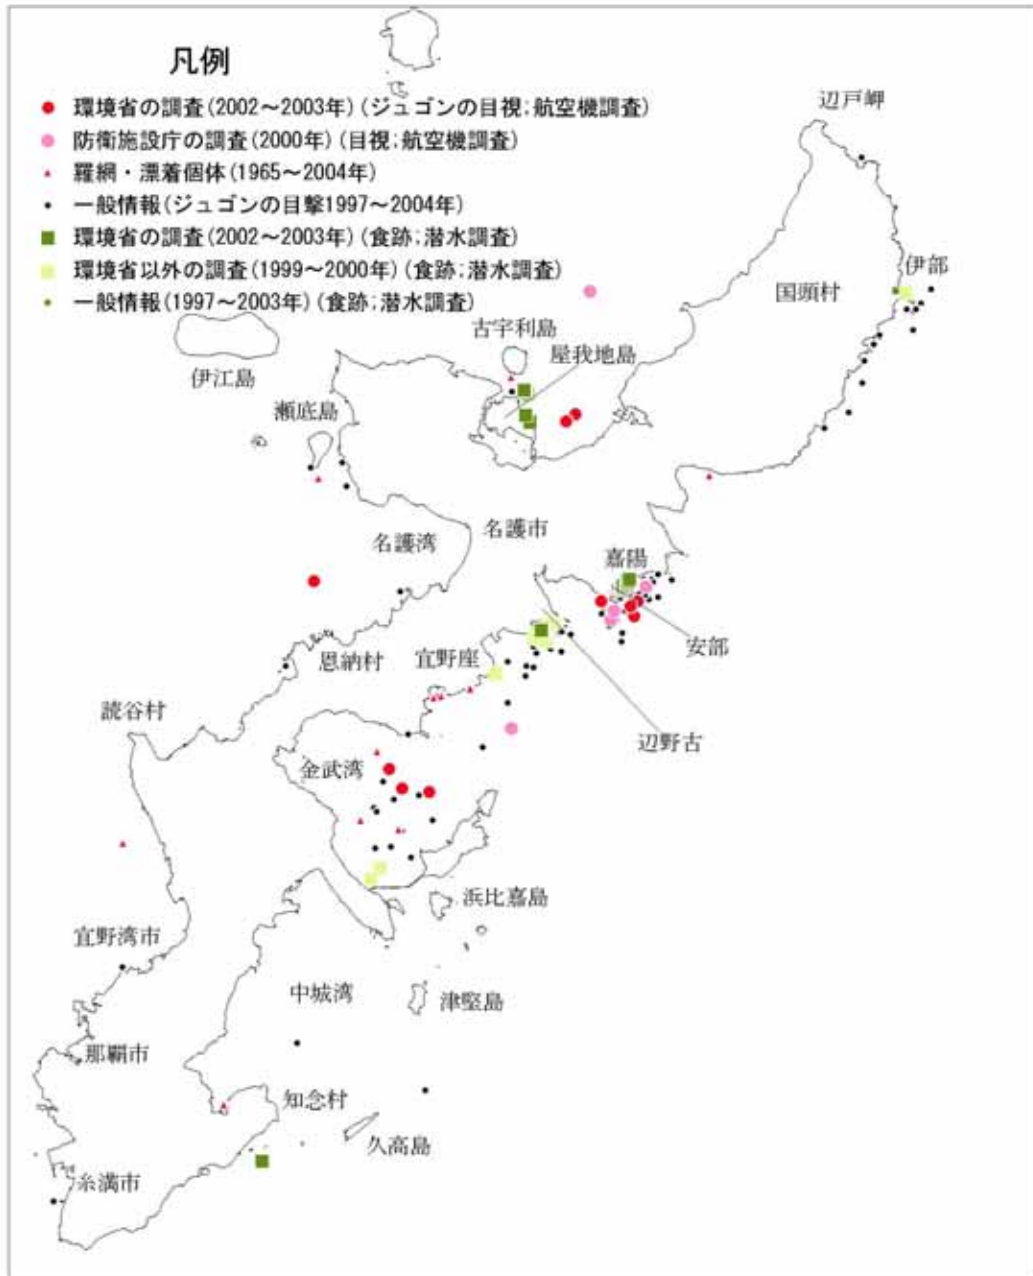 凡例
環境省の調査(2002～2003年)(ジュゴンの目視;航空機調査)
防衛施設庁の調査(2000年)(目視;航空機調査)
羅網・漂着個体(1965～2004年)
一般情報(ジュゴンの目撃1997～2004年)
環境省の調査(2002～2003年)(食跡;潜水調査)
環境省以外の調査(1999～2000年)(食跡;潜水調査)
一般情報(1997～2003年)(食跡;潜水調査)
辺戸岬
伊部
国頭村
古宇利島
屋我地島
伊江島
瀬底島
名護市
名護湾
嘉陽
安部
恩納村
宜野座
読谷村
辺野古
金武湾
浜比嘉島
宜野湾市
中城湾
津堅島
那覇市
知念村
久高島
糸満市